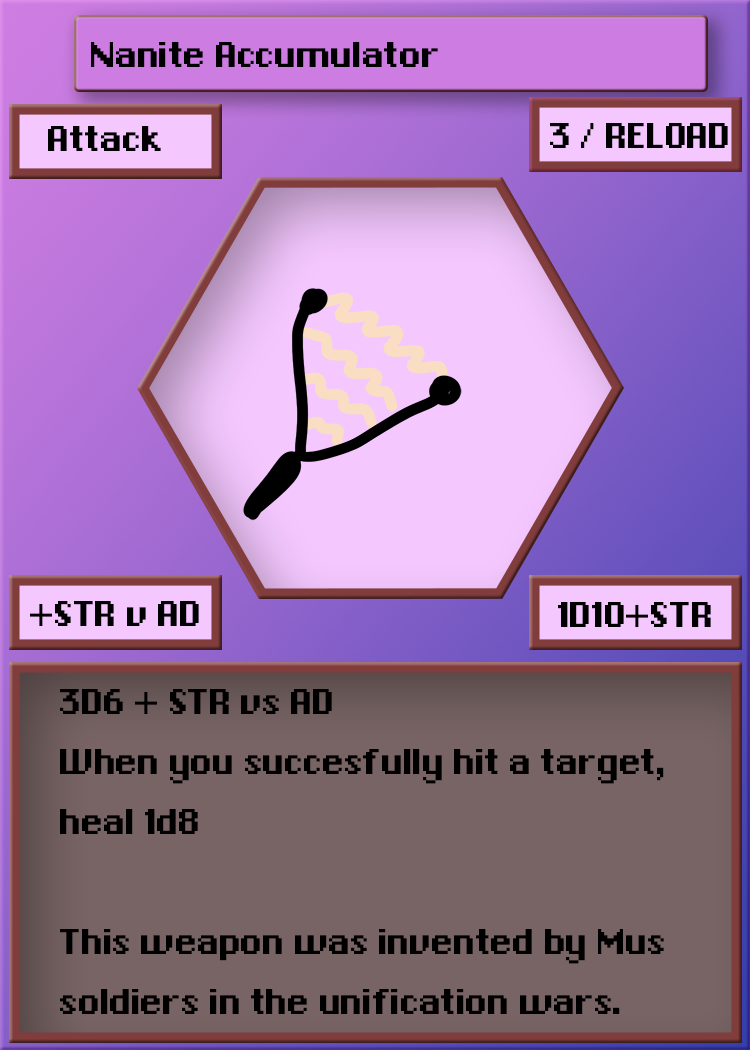 Nanite Accumulator
Attack
3 / RELOAD
+STR v AD
1D10+STR
3D6 + STR vs AD
When you succesfully hit a target,
heal 1d8
This weapon was invented by Mus
soldiers in the unification wars.